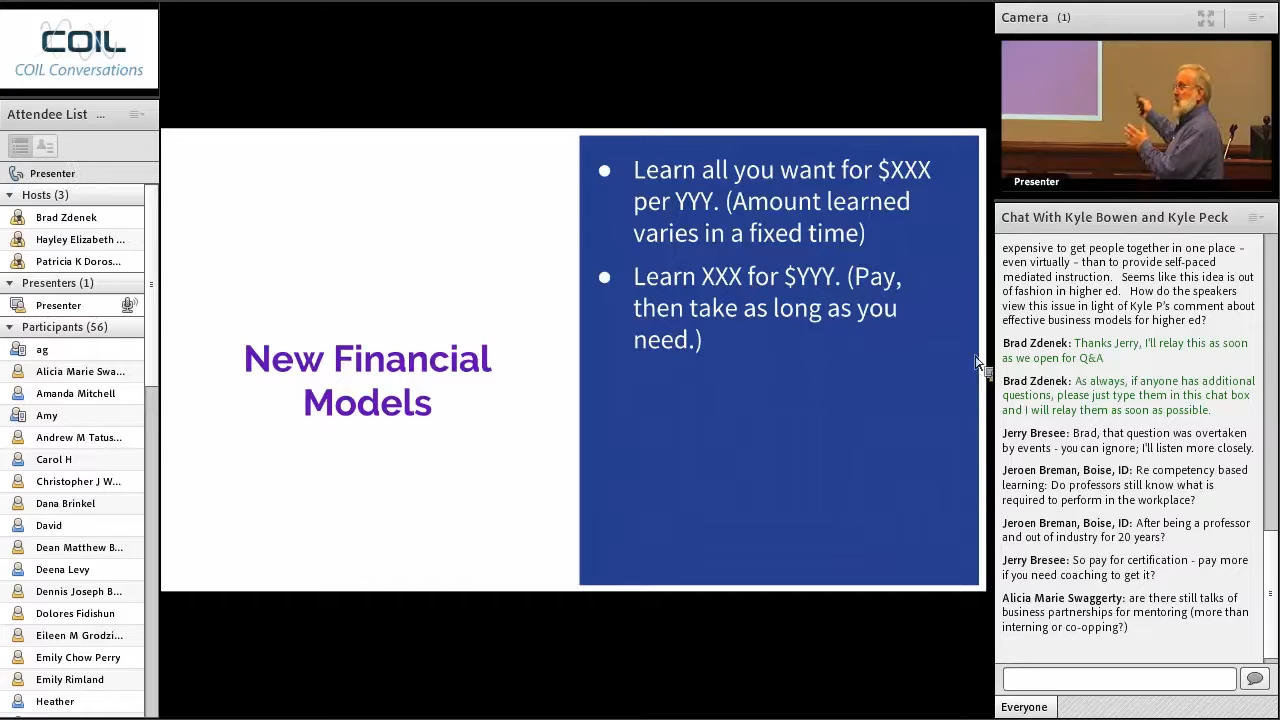 COIL
COIL Conversations
Attendee List ...
Presenter
Hosts (3)
Brad Zdenek
Hayley Elizabeth ...
Patricia K Doros...
Presenters (1)
Presenter
Participants (56)
ag
Alicia Marie Swa...
Amanda Mitchell
Amy
Andrew M Tatus...
Carol H
Christopher J W...
Dana Brinkel
David
Dean Matthew B...
Deena Levy
Dennis Joseph B...
Dolores Fidishun
Eileen M Grodzi...
Emily Chow Perry
Emily Rimland
Heather
New Financial
Models
● Learn all you want for $XXX
per YYY. (Amount learned
varies in a fixed time)
● Learn XXX for $YYY. (Pay,
then take as long as you
need.)
Camera (1)
Presenter
Chat With Kyle Bowen and Kyle Peck
expensive to get people together in one place –
even virtually – than to provide self-paced
mediated instruction. Seems like this idea is out
of fashion in higher ed. How do the speakers
view this issue in light of Kyle P's comment about
effective business models for higher ed?
Brad Zdenek: Thanks Jerry, I'll relay this as soon
as we open for Q&A
Brad Zdenek: As always, if anyone has additional
questions, please just type them in this chat box
and I will relay them as soon as possible.
Jerry Bresee: Brad, that question was overtaken
by events - you can ignore; I'll listen more closely.
Jeroen Breman, Boise, ID: Re competency based
learning: Do professors still know what is
required to perform in the workplace?
Jeroen Breman, Boise, ID: After being a professor
and out of industry for 20 years?
Jerry Bresee: So pay for certification - pay more
if you need coaching to get it?
Alicia Marie Swaggerty: are there still talks of
business partnerships for mentoring (more than
interning or co-opping?)
Everyone